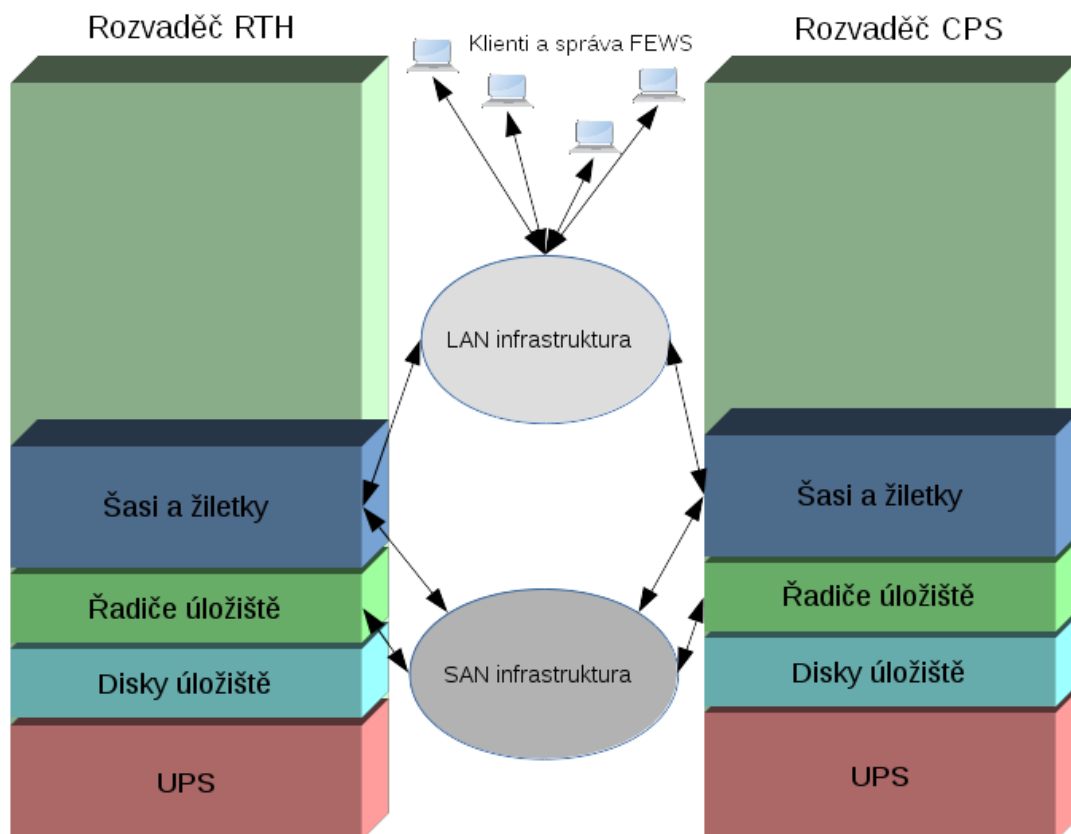 Rozvaděč RTH
Klienti a správa FEWS
Rozvaděč CPS
LAN infrastruktura
Šasi a žiletky
Šasi a žiletky
Řadiče úložiště
Řadiče úložiště
SAN infrastruktura
Disky úložiště
Disky úložiště
UPS
UPS